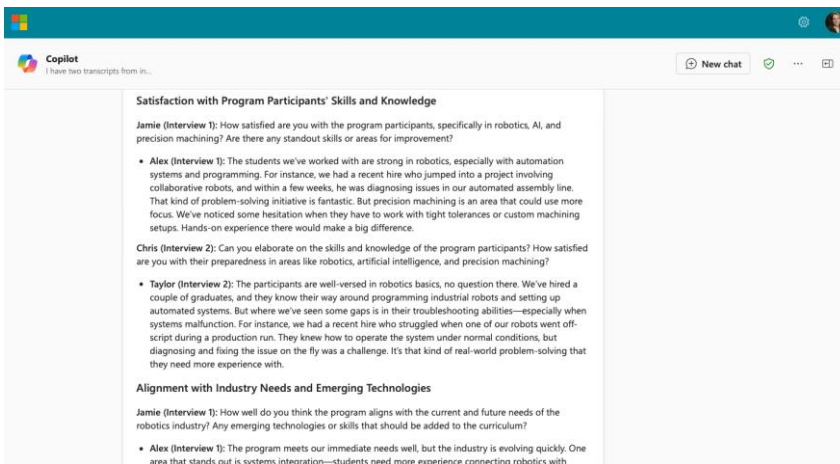 Copilot
I have two transcripts from in...
New chat
Satisfaction with Program Participants' Skills and Knowledge
Jamie (Interview 1): How satisfied are you with the program participants, specifically in robotics, AI, and
precision machining? Are there any standout skills or areas for improvement?
• Alex (Interview 1): The students we've worked with are strong in robotics, especially with automation
systems and programming. For instance, we had a recent hire who jumped into a project involving
collaborative robots, and within a few weeks, he was diagnosing issues in our automated assembly line.
That kind of problem-solving initiative is fantastic. But precision machining is an area that could use more
focus. We've noticed some hesitation when they have to work with tight tolerances or custom machining
setups. Hands-on experience there would make a big difference.
Chris (Interview 2): Can you elaborate on the skills and knowledge of the program participants? How satisfied
are you with their preparedness in areas like robotics, artificial intelligence, and precision machining?
• Taylor (Interview 2): The participants are well-versed in robotics basics, no question there. We've hired a
couple of graduates, and they know their way around programming industrial robots and setting up
automated systems. But where we've seen some gaps is in their troubleshooting abilities—especially when
systems malfunction. For instance, we had a recent hire who struggled when one of our robots went off-
script during a production run. They knew how to operate the system under normal conditions, but
diagnosing and fixing the issue on the fly was a challenge. It's that kind of real-world problem-solving that
they need more experience with.
Alignment with Industry Needs and Emerging Technologies
Jamie (Interview 1): How well do you think the program aligns with the current and future needs of the
robotics industry? Any emerging technologies or skills that should be added to the curriculum?
• Alex (Interview 1): The program meets our immediate needs well, but the industry is evolving quickly. One
area that stands out is systems integration—students need more experience connecting robotics with